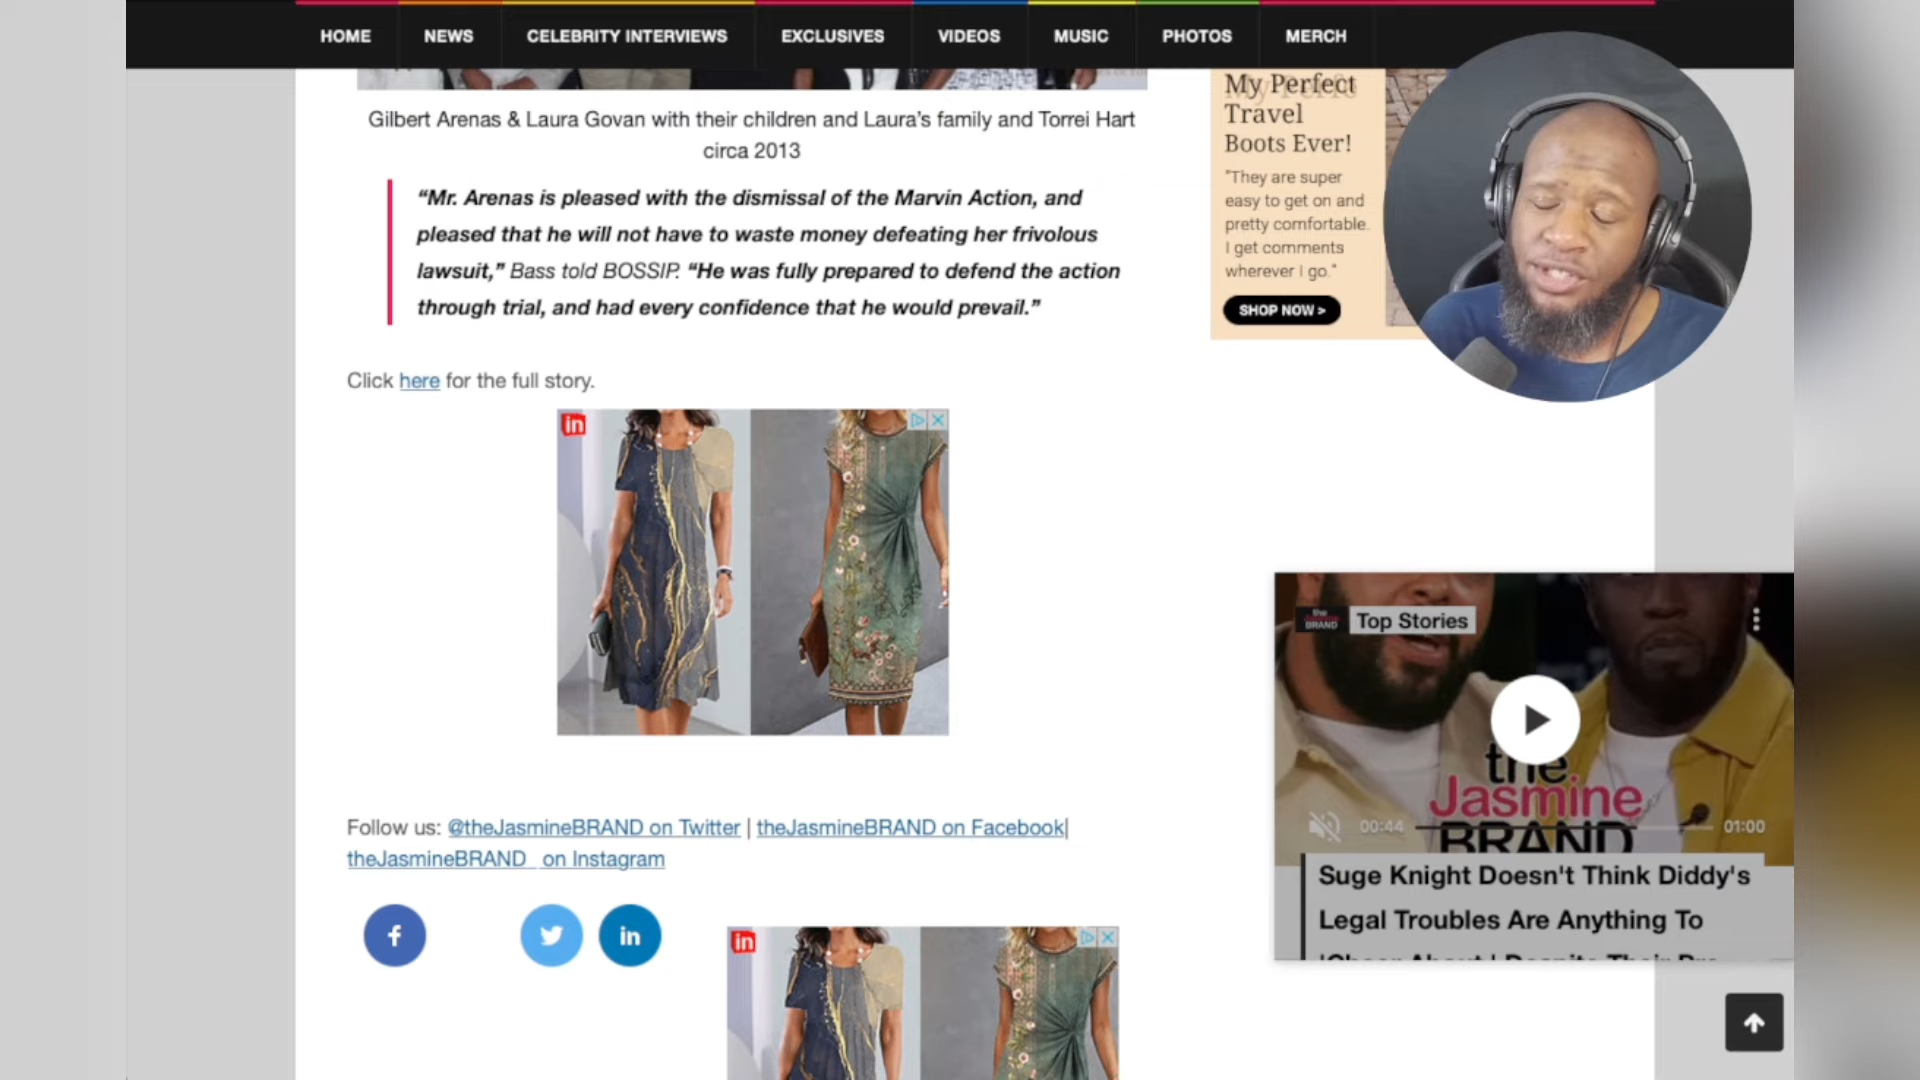 HOME NEWS CELEBRITY INTERVIEWS EXCLUSIVES VIDEOS MUSIC PHOTOS MERCH
Gilbert Arenas & Laura Govan with their children and Laura's family and Torrei Hart
circa 2013
“Mr. Arenas is pleased with the dismissal of the Marvin Action, and
pleased that he will not have to waste money defeating her frivolous
lawsuit,” Bass told BOSSIP. “He was fully prepared to defend the action
through trial, and had every confidence that he would prevail.”
Click here for the full story.
in
Follow us: @theJasmineBRAND on Twitter | theJasmineBRAND on Facebook|
theJasmineBRAND_ on Instagram
f
in
in
My Perfect
Travel
Boots Ever!
"They are super
easy to get on and
pretty comfortable.
I get comments
wherever I go."
SHOP NOW >
the
BRAND
Top Stories
the
Jasmine
BRAND
00:44 01:00
Suge Knight Doesn't Think Diddy's
Legal Troubles Are Anything To